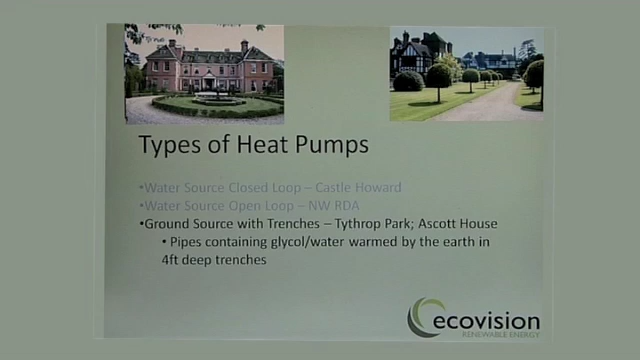 Types of Heat Pumps
• Water Source Closed Loop – Castle Howard
• Water Source Open Loop – NW RDA
• Ground Source with Trenches – Tythrop Park; Ascott House
• Pipes containing glycol/water warmed by the earth in
4ft deep trenches
ecovision
RENEWABLE ENERGY